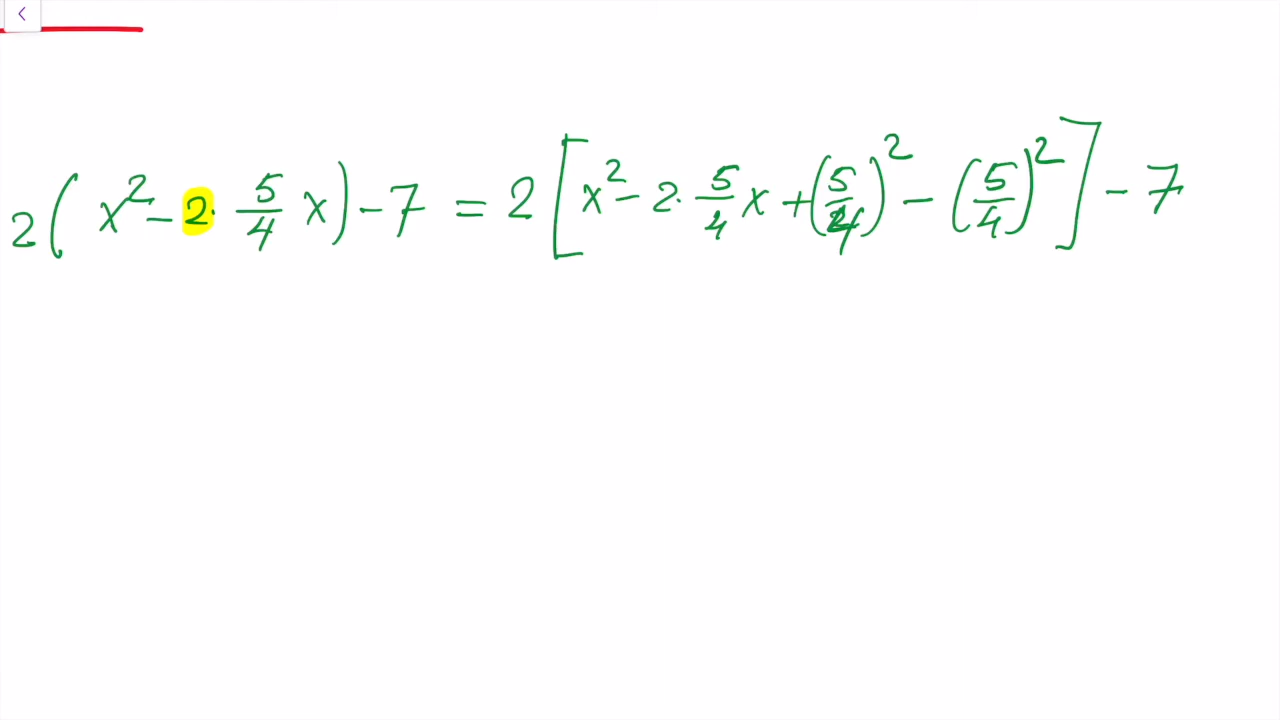 2(x² - 2· 5/4 x) - 7 = 2[x² - 2· 5/4 x + (5/4)² - (5/4)²] - 7